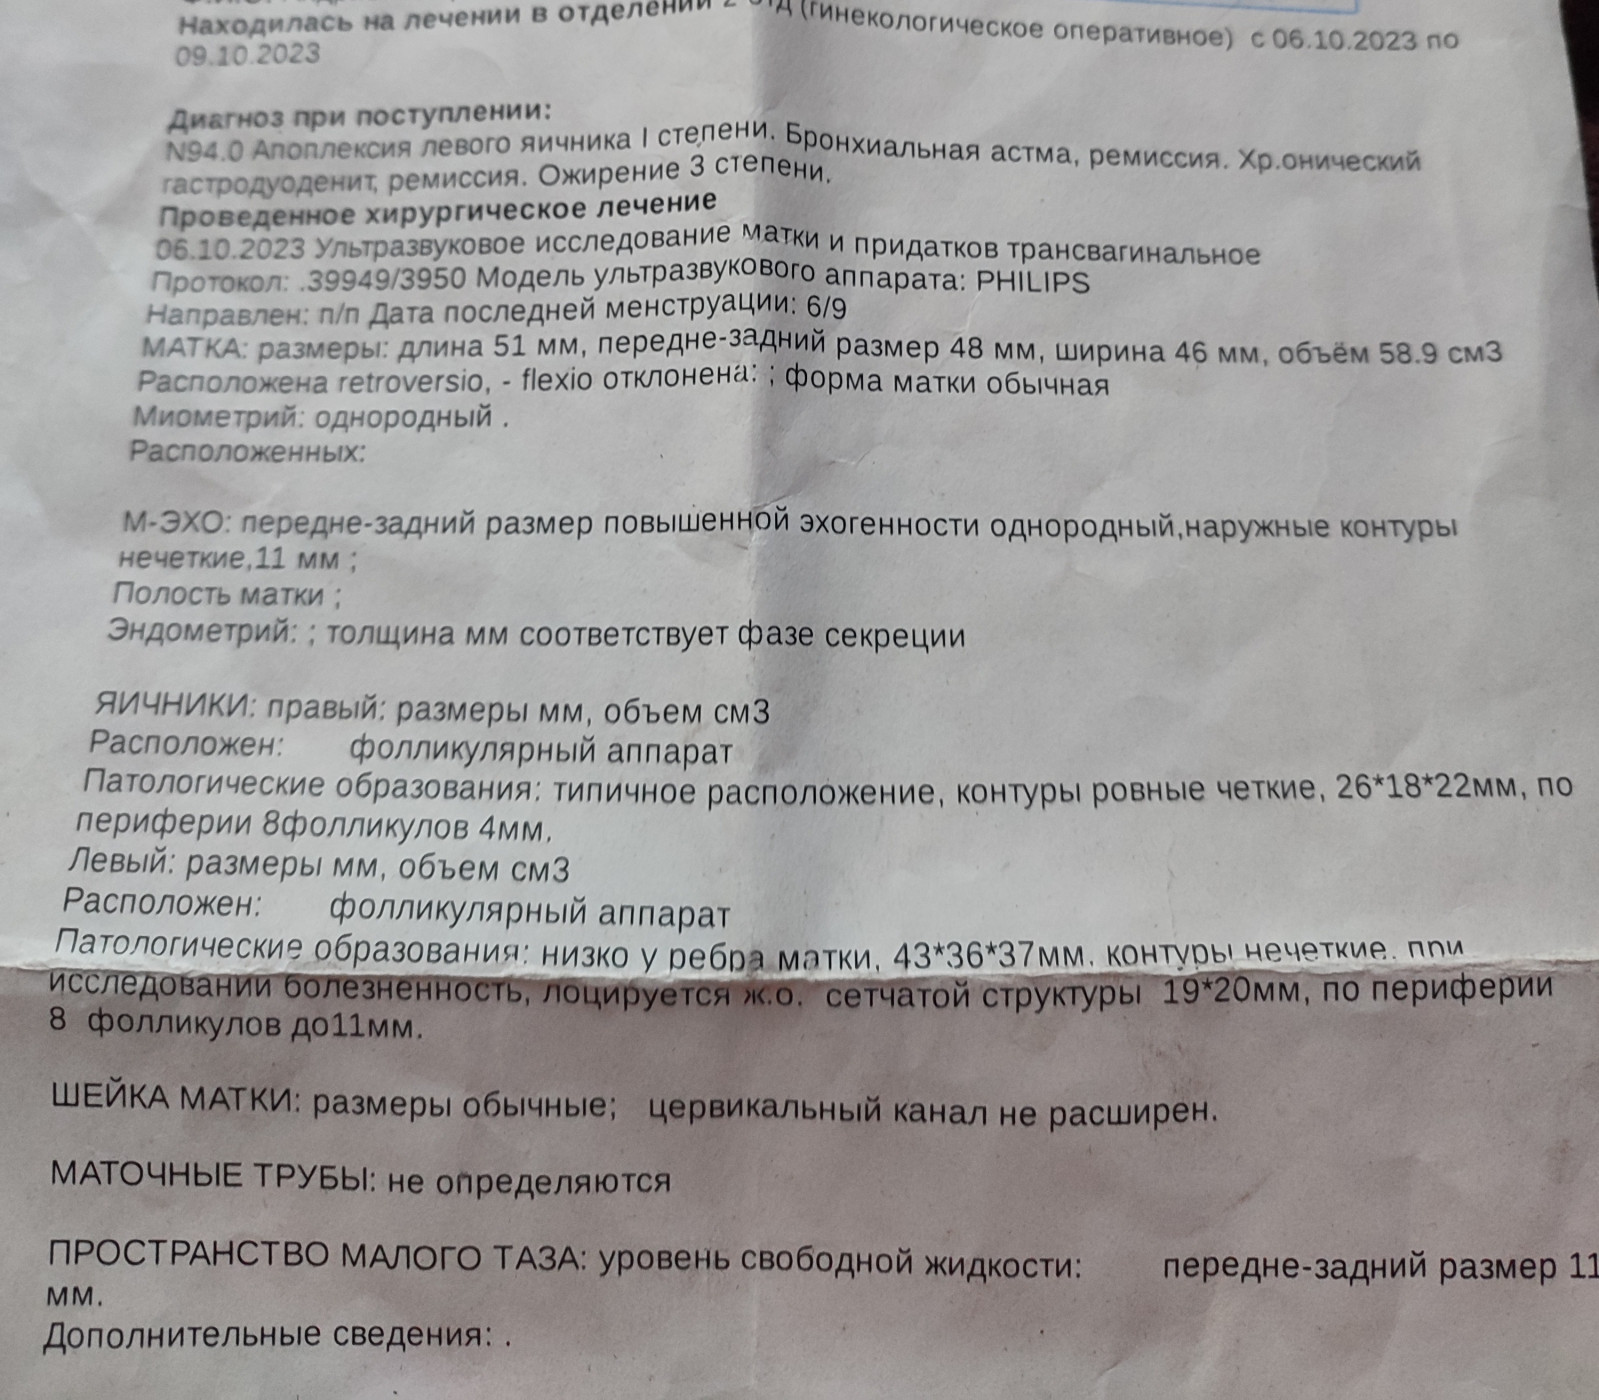 Находилась на лечении в отделении 2 отд (гинекологическое оперативное) с 06.10.2023 по
09.10.2023
Диагноз при поступлении:
N94.0 Апоплексия левого яичника I степени. Бронхиальная астма, ремиссия. Хр.онический
гастродуоденит, ремиссия. Ожирение 3 степени.
Проведенное хирургическое лечение
06.10.2023 Ультразвуковое исследование матки и придатков трансвагинальное
Протокол: .39949/3950 Модель ультразвукового аппарата: PHILIPS
Направлен: п/п Дата последней менструации: 6/9
МАТКА: размеры: длина 51 мм, передне-задний размер 48 мм, ширина 46 мм, объём 58.9 см3
Расположена retroversio, - flexio отклонена: ; форма матки обычная
Миометрий: однородный .
Расположенных:
М-ЭХО: передне-задний размер повышенной эхогенности однородный,наружные контуры
нечеткие,11 мм ;
Полость матки ;
Эндометрий: ; толщина мм соответствует фазе секреции
ЯИЧНИКИ: правый: размеры мм, объем см3
Расположен: фолликулярный аппарат
Патологические образования: типичное расположение, контуры ровные четкие, 26*18*22мм, по
периферии 8фолликулов 4мм.
Левый: размеры мм, объем см3
Расположен: фолликулярный аппарат
Патологические образования: низко у ребра матки, 43*36*37мм. контуры нечеткие. при
исследовании болезненность, лоцируется ж.о. сетчатой структуры 19*20мм, по периферии
8 фолликулов до11мм.
ШЕЙКА МАТКИ: размеры обычные; цервикальный канал не расширен.
МАТОЧНЫЕ ТРУБЫ: не определяются
ПРОСТРАНСТВО МАЛОГО ТАЗА: уровень свободной жидкости: передне-задний размер 11
мм.
Дополнительные сведения: .